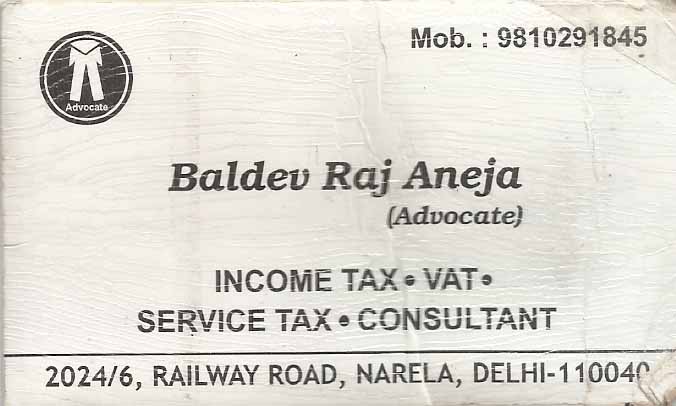 Advocate
Mob. : 9810291845
Baldev Raj Aneja
(Advocate)
INCOME TAX • VAT •
SERVICE TAX • CONSULTANT
2024/6, RAILWAY ROAD, NARELA, DELHI-110040